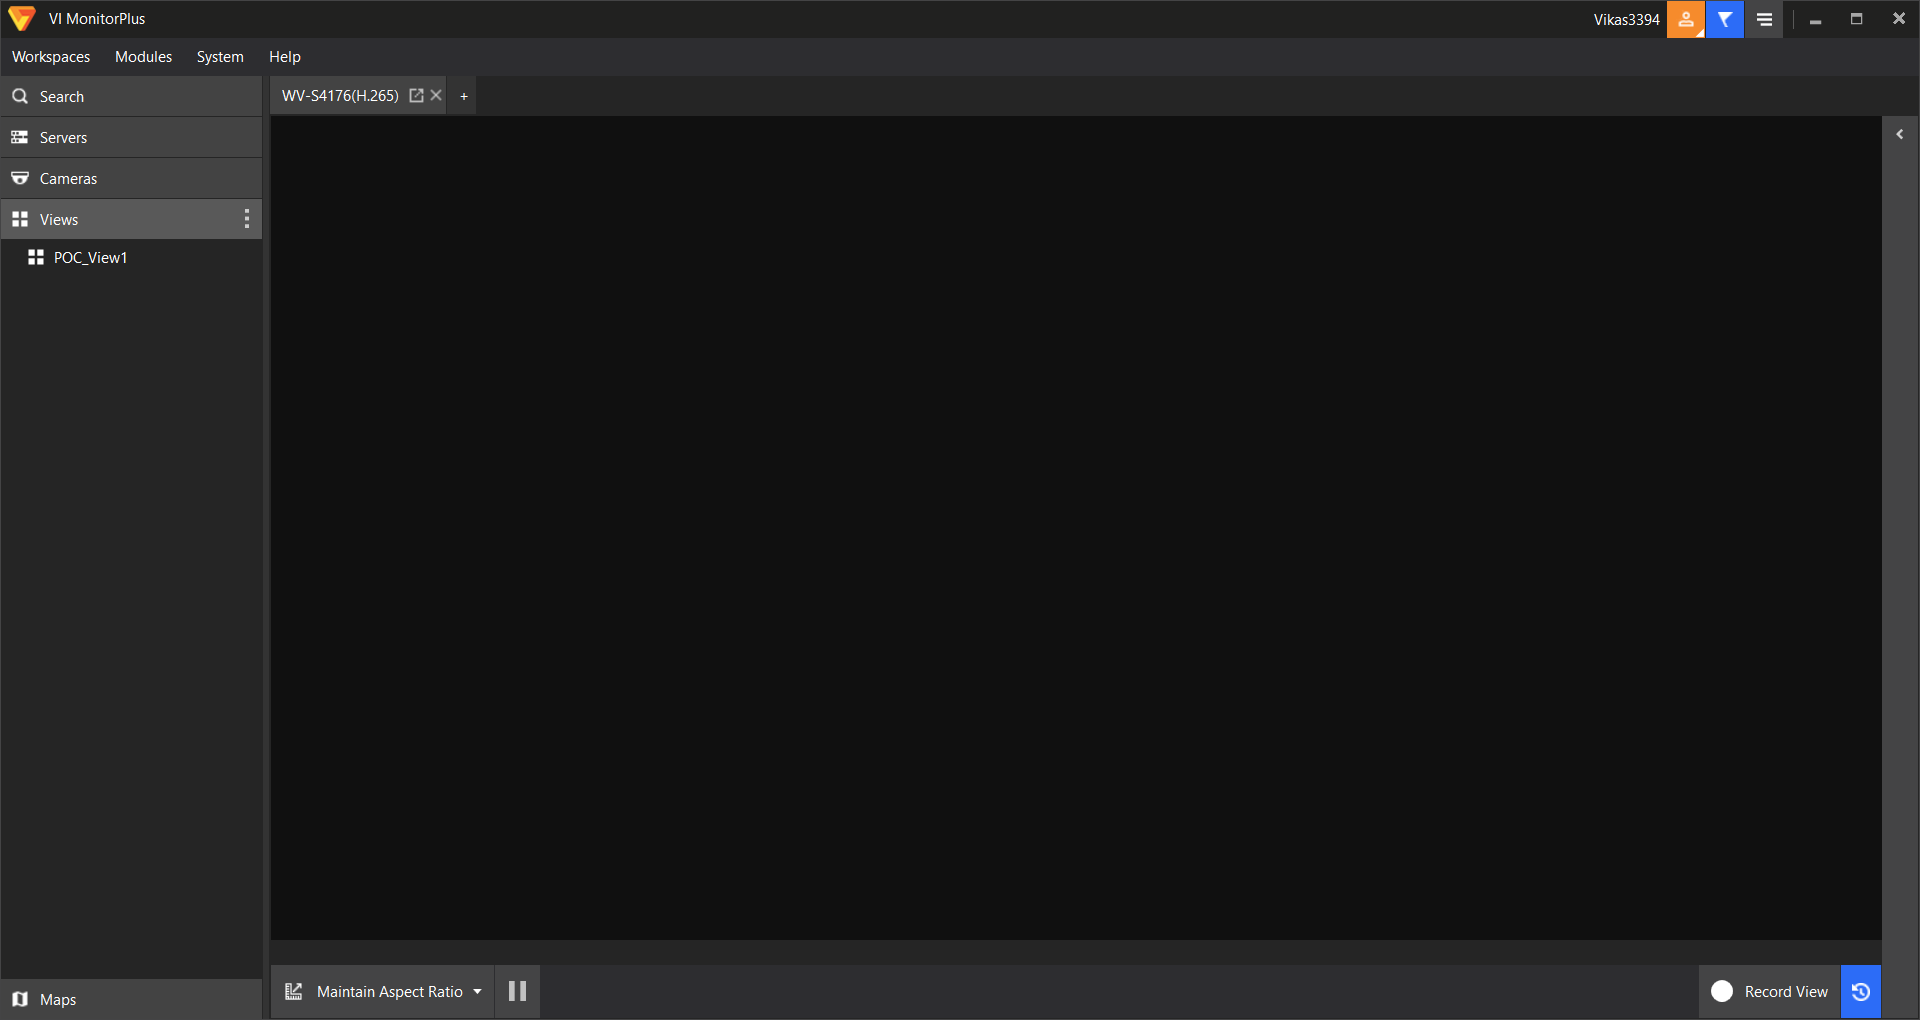 VI MonitorPlus
Vikas3394
Workspaces Modules System Help
Search
WV-S4176(H.265) +
Servers
Cameras
Views
POC_View1
Maps
Maintain Aspect Ratio
Record View